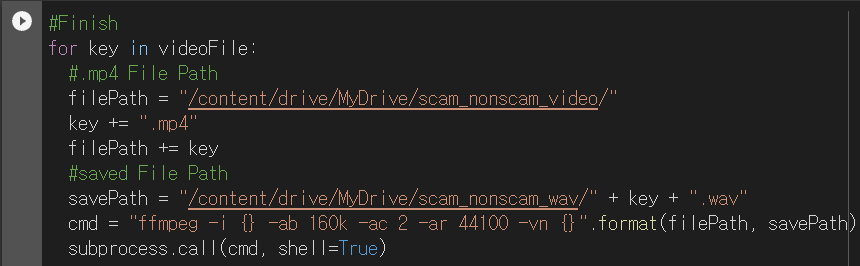 #Finish
for key in videoFile:
  #.mp4 File Path
  filePath = "/content/drive/MyDrive/scam_nonscam_video/"
  key += ".mp4"
  filePath += key
  #saved File Path
  savePath = "/content/drive/MyDrive/scam_nonscam_wav/" + key + ".wav"
  cmd = "ffmpeg -i {} -ab 160k -ac 2 -ar 44100 -vn {}".format(filePath, savePath)
  subprocess.call(cmd, shell=True)